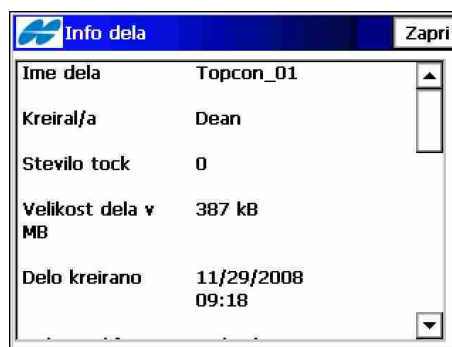 Info dela
Zapri
Ime dela Topcon_01
Kreiral/a Dean
Stevilo tock 0
Velikost dela v 387 kB
MB
Delo kreirano 11/29/2008
09:18